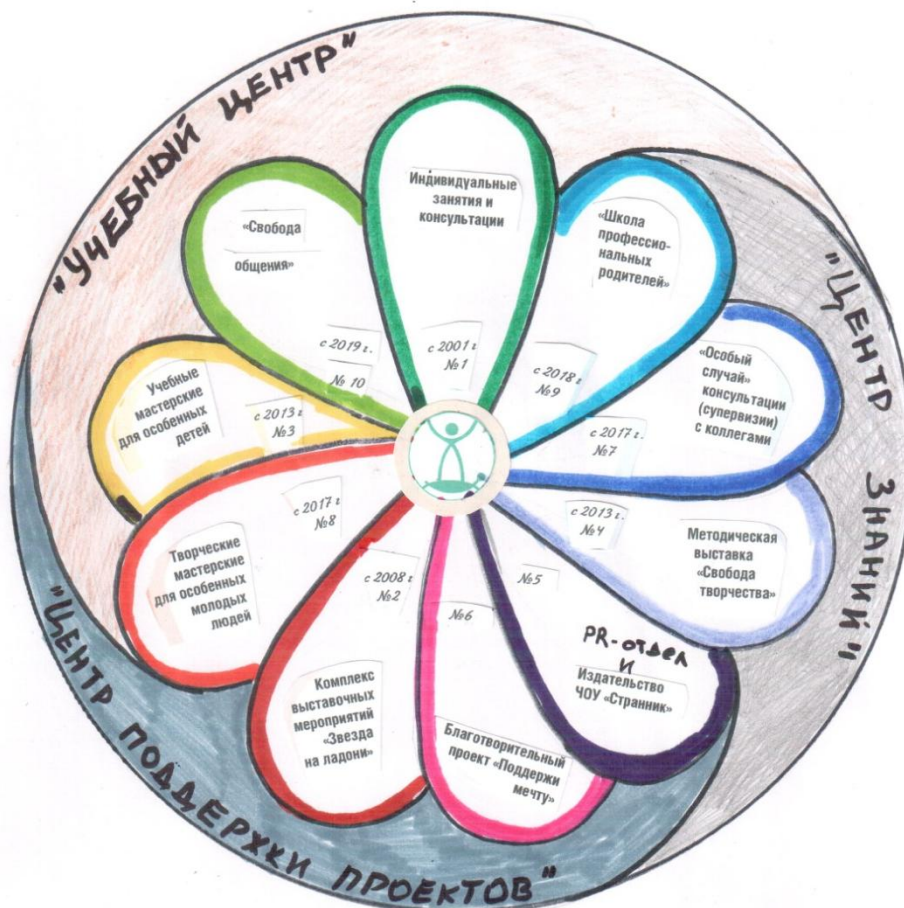 "УЧЕБНЫЙ ЦЕНТР"
"ЦЕНТР ЗНАНИЙ"
"ЦЕНТР ПОДДЕРЖКИ ПРОЕКТОВ"
Индивидуальные
занятия и
консультации
с 2001 г
№1
«Школа
профессио-
нальных
родителей»
с 2018 г
№9
«Особый
случай»
консультации
(супервизии)
с коллегами
с 2017 г.
№7
Методическая
выставка
«Свобода
творчества»
с 2013 г.
№4
PR-отдел
и
Издательство
ЧОУ «Странник»
№5
Благотворительный
проект «Поддержи
мечту»
№6
Комплекс
выставочных
мероприятий
«Звезда
на ладони»
с 2008 г
№2
Творческие
мастерские
для особенных
молодых
людей
с 2017 г
№8
Учебные
мастерские
для особенных
детей
с 2013 г
№3
«Свобода
общения»
с 2019 г.
№ 10